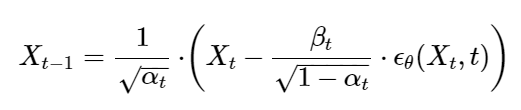 X_{t-1} = \frac{1}{\sqrt{\alpha_t}} \cdot \left( X_t - \frac{\beta_t}{\sqrt{1-\alpha_t}} \cdot \epsilon_\theta(X_t, t) \right)